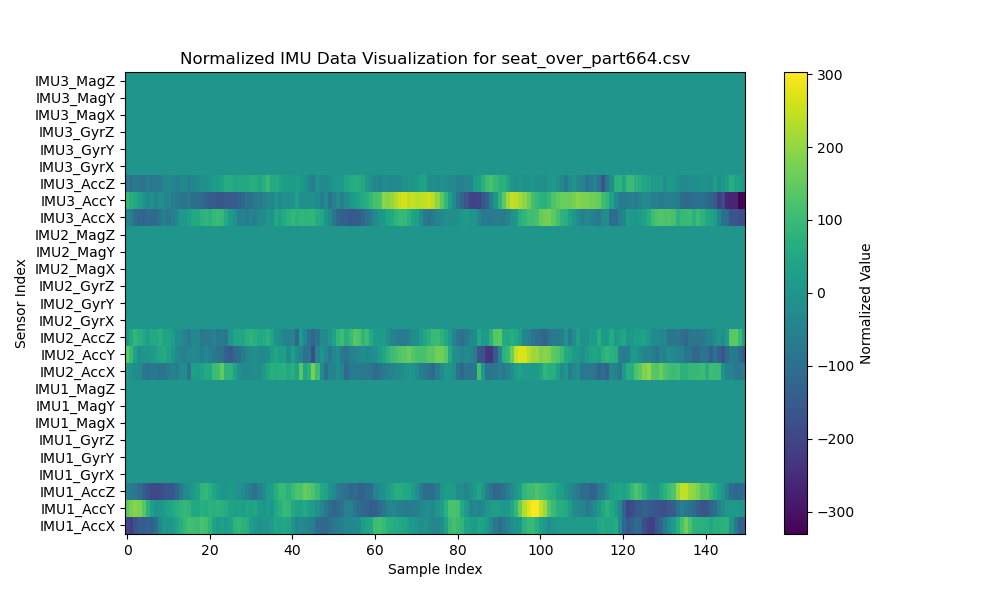 Normalized IMU Data Visualization for seat_over_part664.csv
IMU3_MagZ
IMU3_MagY
IMU3_MagX
IMU3_GyrZ
IMU3_GyrY
IMU3_GyrX
IMU3_AccZ
IMU3_AccY
IMU3_AccX
IMU2_MagZ
IMU2_MagY
IMU2_MagX
IMU2_GyrZ
IMU2_GyrY
IMU2_GyrX
IMU2_AccZ
IMU2_AccY
IMU2_AccX
IMU1_MagZ
IMU1_MagY
IMU1_MagX
IMU1_GyrZ
IMU1_GyrY
IMU1_GyrX
IMU1_AccZ
IMU1_AccY
IMU1_AccX
Sensor Index
0 20 40 60 80 100 120 140
Sample Index
300
200
100
0
−100
−200
−300
Normalized Value